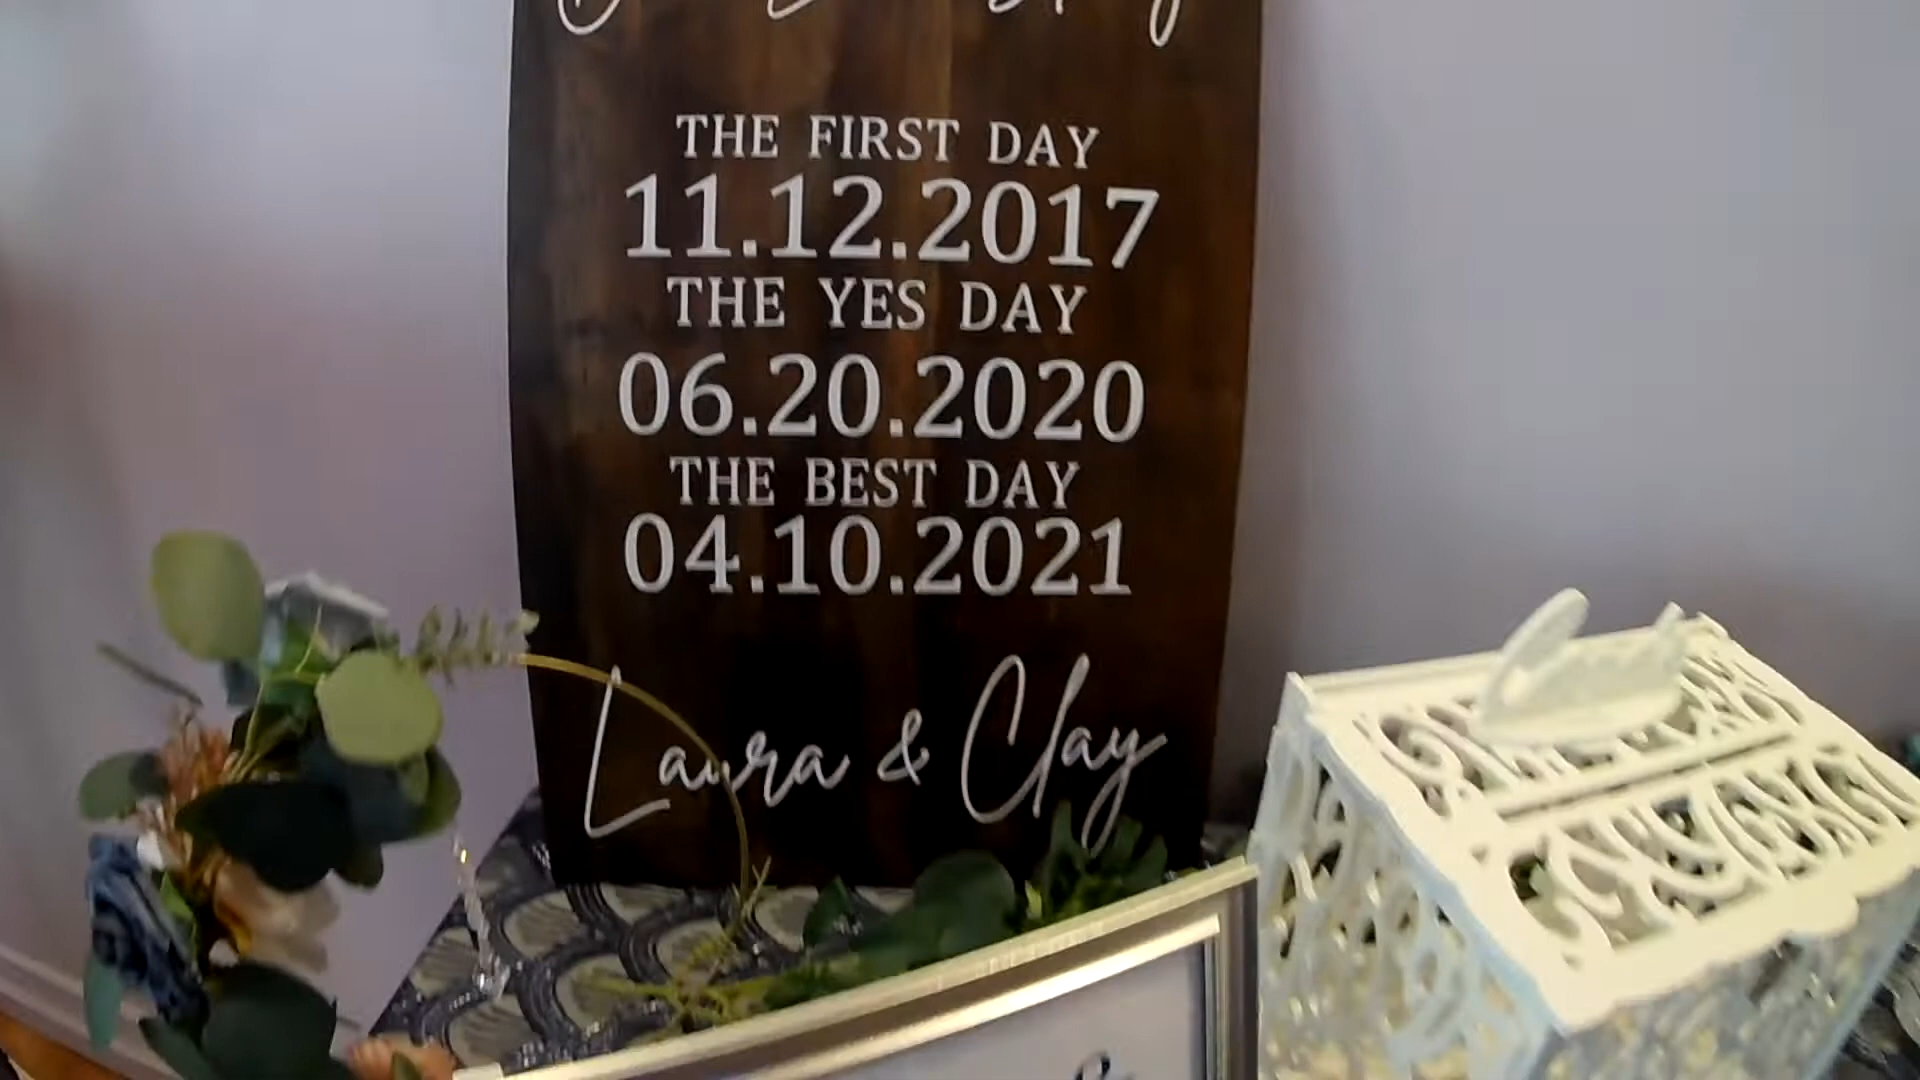 THE FIRST DAY
11.12.2017
THE YES DAY
06.20.2020
THE BEST DAY
04.10.2021
Laura & Clay